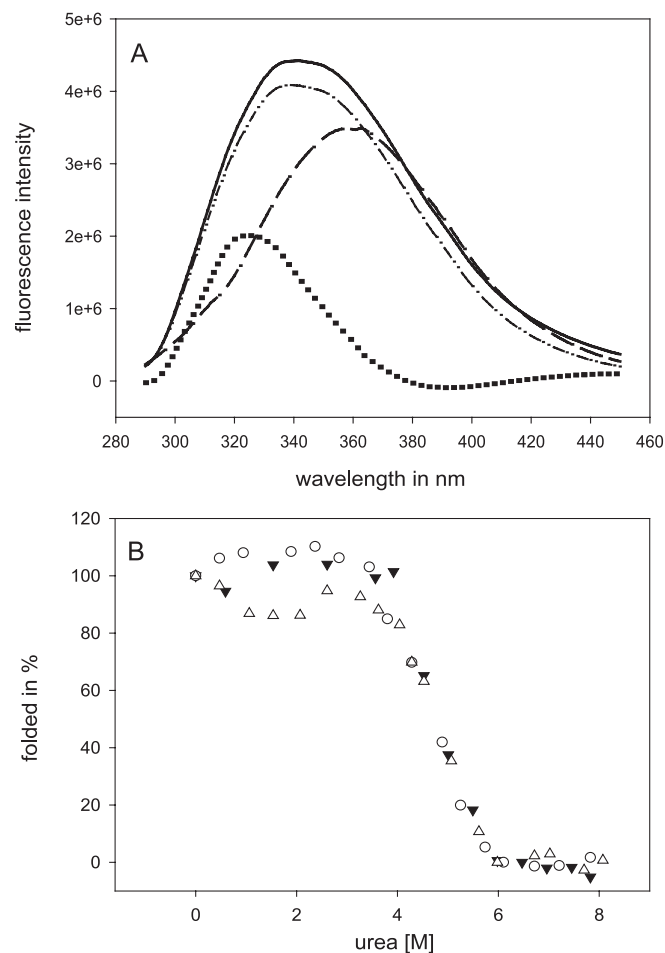 A
fluorescence intensity
5e+6
4e+6
3e+6
2e+6
1e+6
0
280 300 320 340 360 380 400 420 440 460
wavelength in nm
B
folded in %
120
100
80
60
40
20
0
0 2 4 6 8
urea [M]